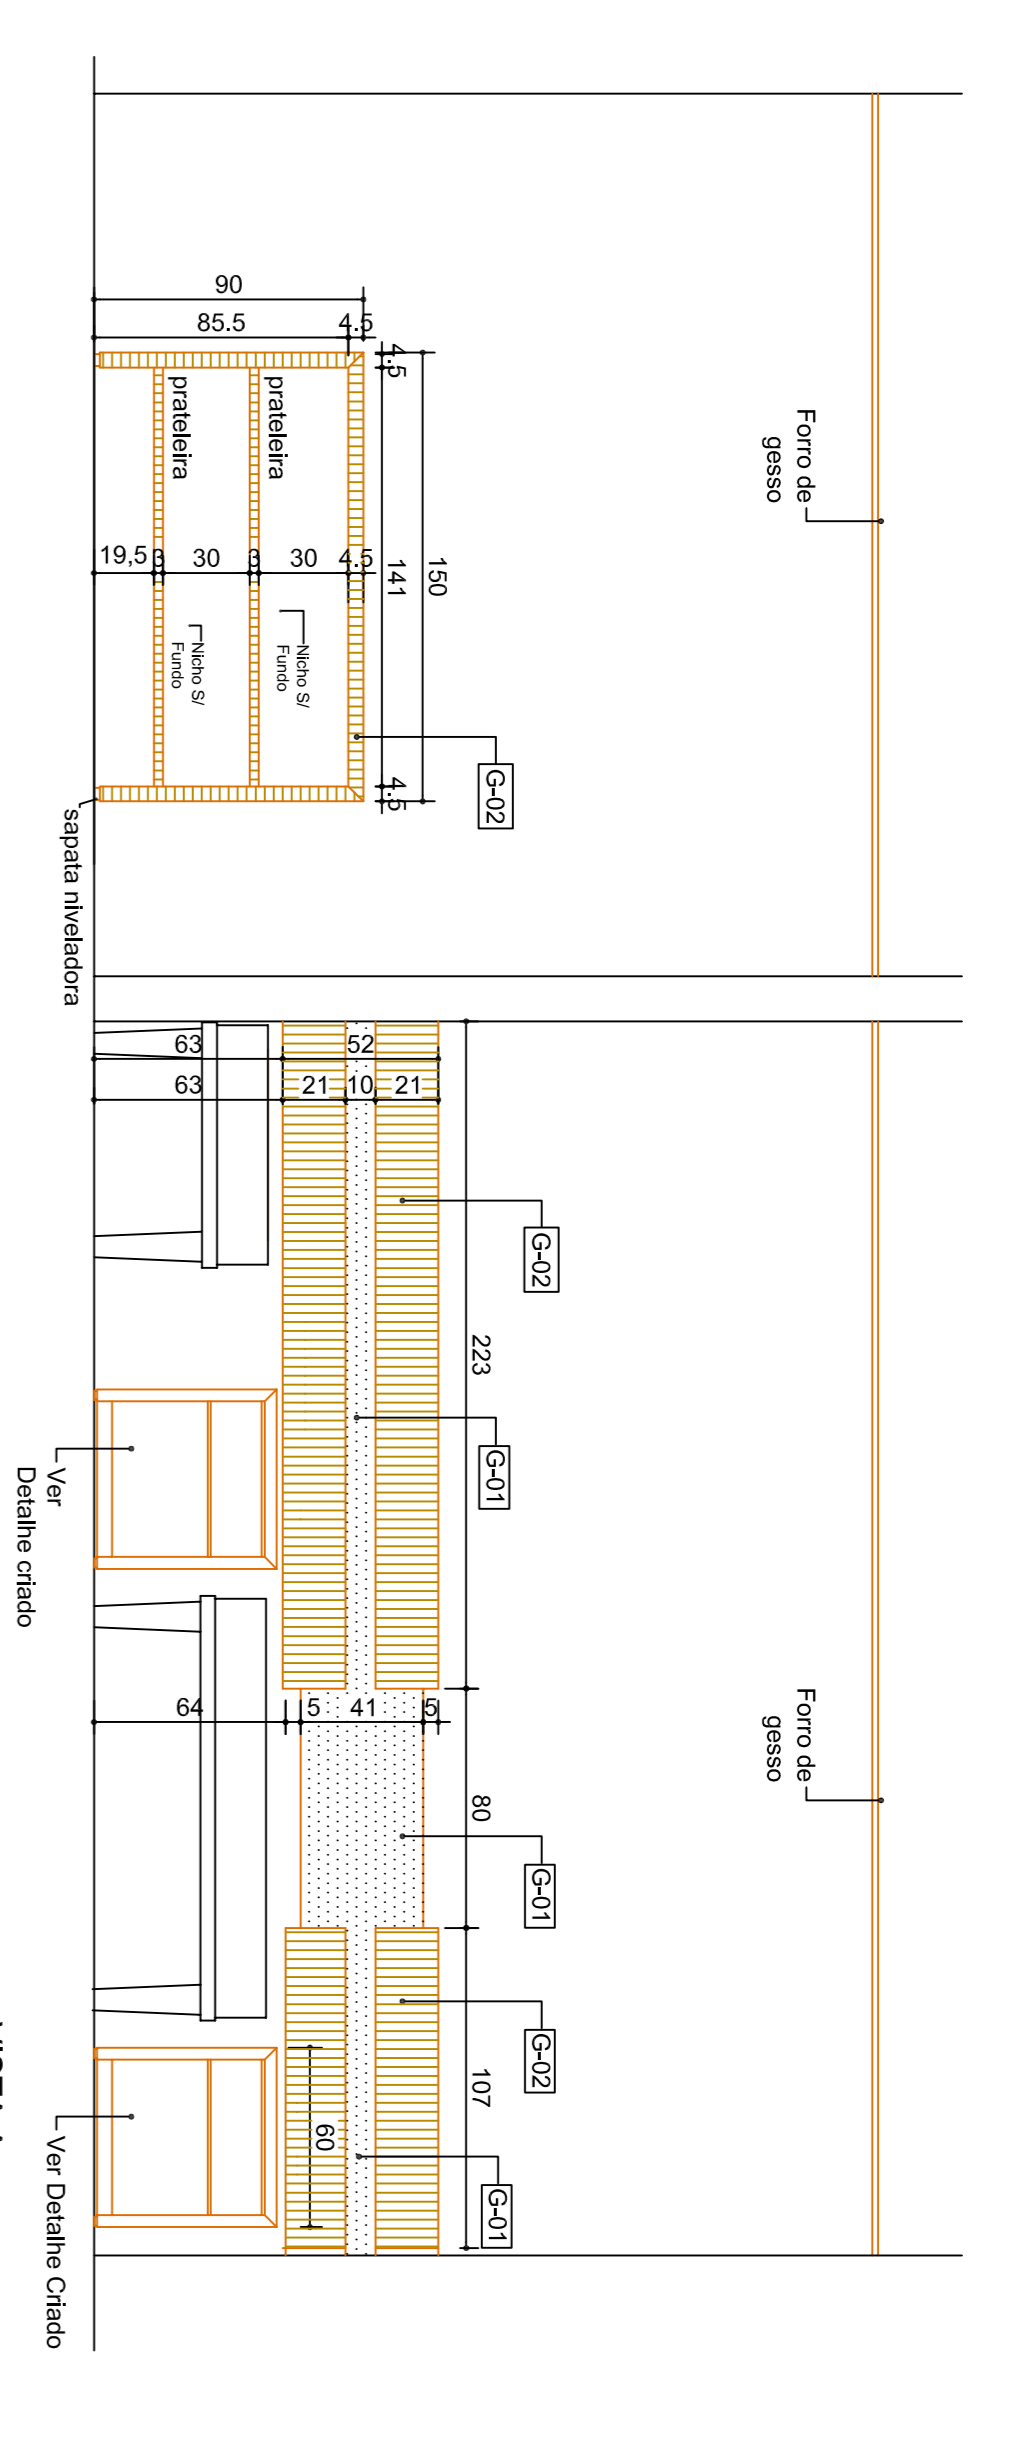 Forro de
gesso
90
85.5
4.5
4.5
141
150
4.5
prateleira
prateleira
19,5
3
30
3
30
4.5
Nicho S/
Fundo
Nicho S/
Fundo
G-02
sapata niveladora
Forro de
gesso
63
52
63
21
10
21
G-02
223
G-01
Ver
Detalhe criado
64
5
41
5
80
G-01
G-02
107
60
G-01
Ver Detalhe Criado